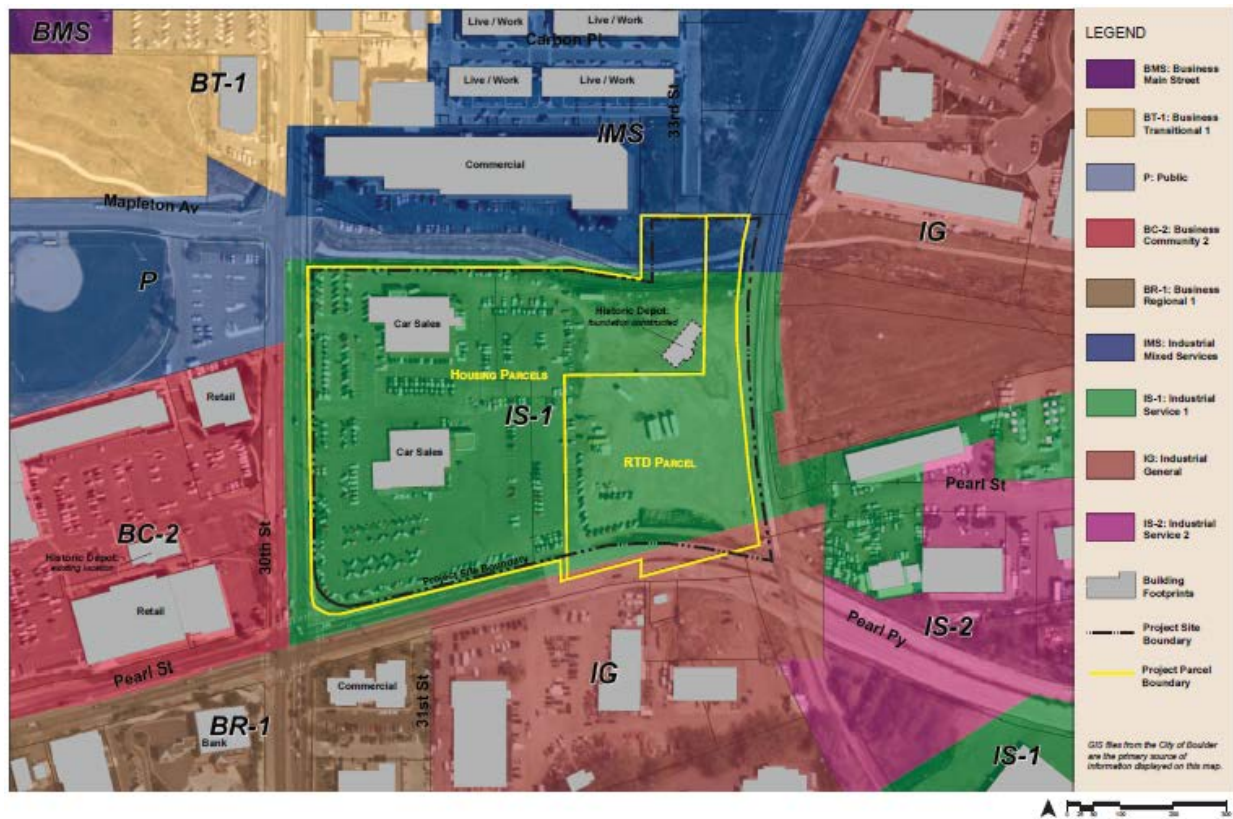 BMS
BT-1
Live / Work
Live / Work
Carbon Pl
Live / Work
Live / Work
33rd St
IMS
Commercial
Mapleton Av
P
IG
Historic Depot:
foundation constructed
Car Sales
HOUSING PARCELS
IS-1
Retail
Car Sales
RTD PARCEL
Pearl St
BC-2
Historic Depot:
existing location
30th St
Project Site Boundary
Retail
Pearl St
Pearl Py
IS-2
IG
31st St
Commercial
BR-1
Bank
IS-1
LEGEND
BMS: Business
Main Street
BT-1: Business
Transitional 1
P: Public
BC-2: Business
Community 2
BR-1: Business
Regional 1
IMS: Industrial
Mixed Services
IS-1: Industrial
Service 1
IG: Industrial
General
IS-2: Industrial
Service 2
Building
Footprints
Project Site
Boundary
Project Parcel
Boundary
GIS files from the City of Boulder
are the primary source of
information displayed on this map.
0 25 50 100 200 300